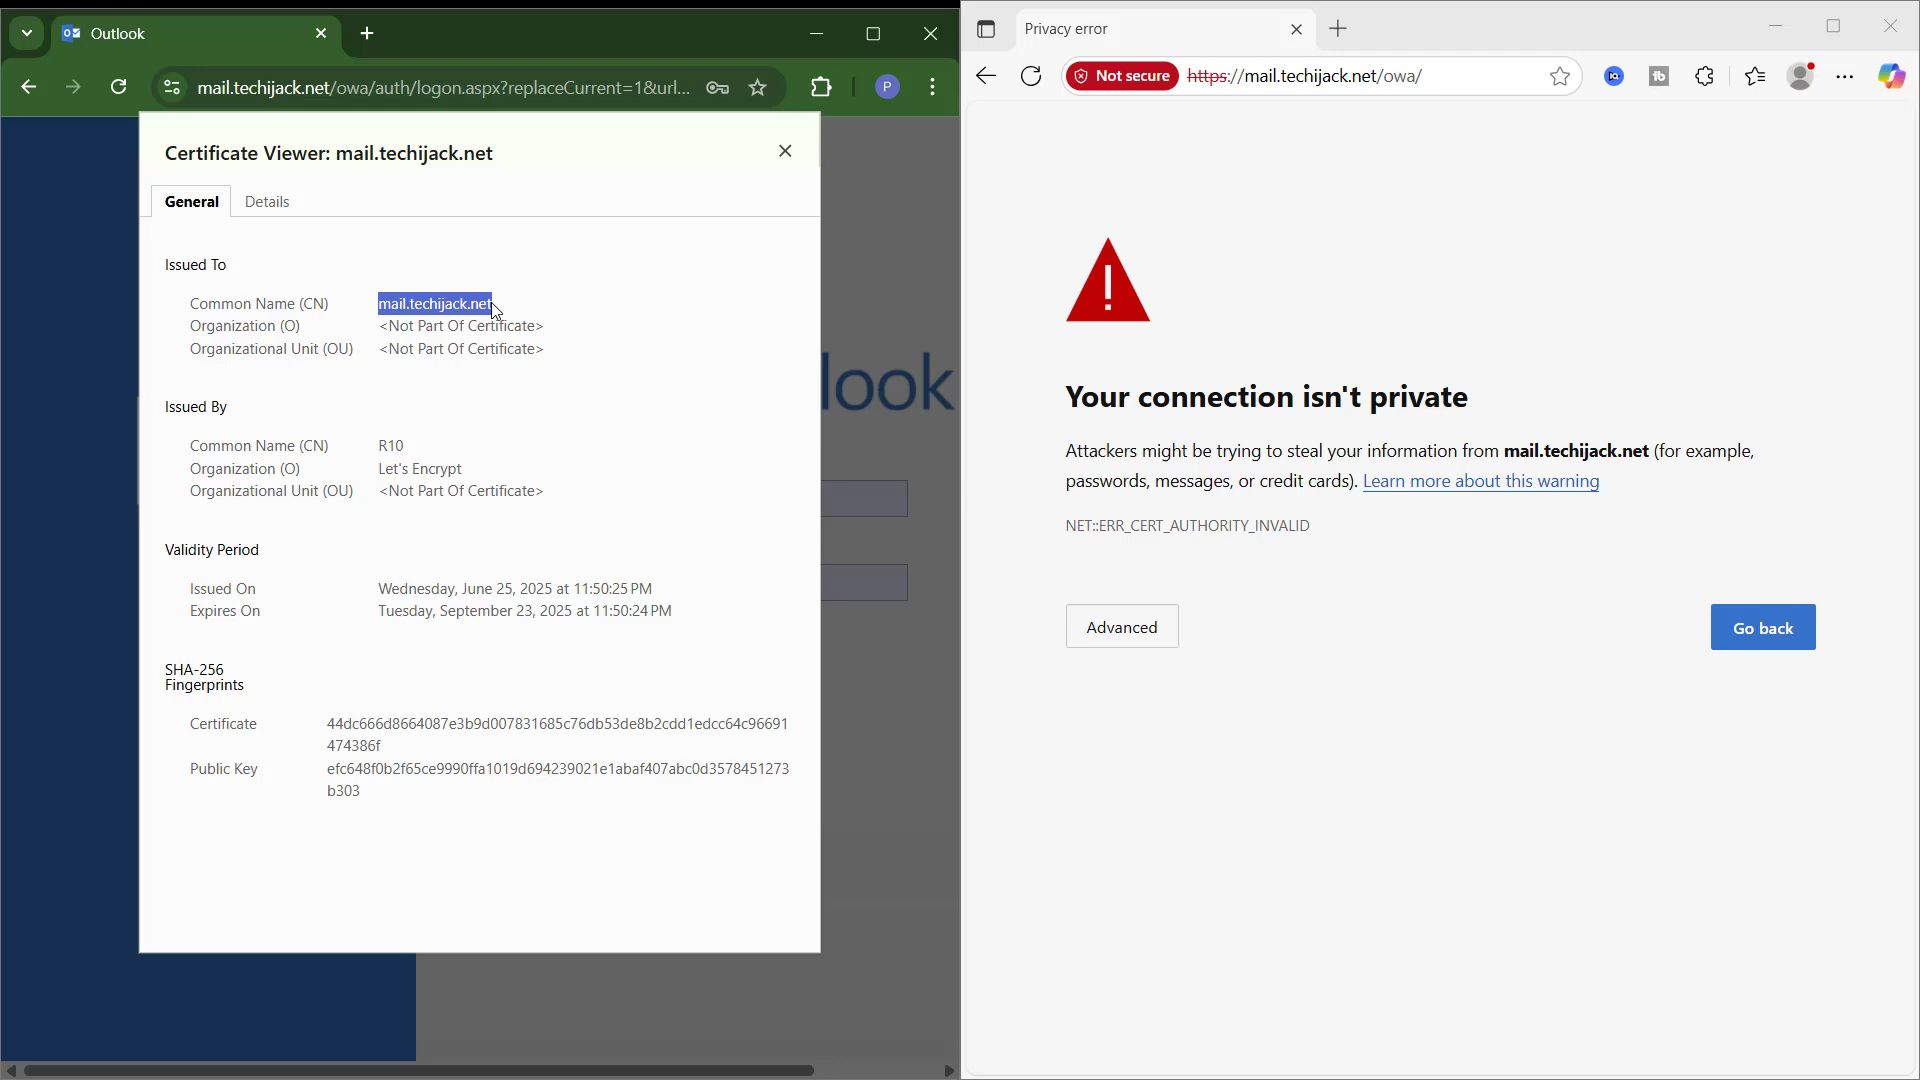 Outlook
mail.techijack.net/owa/auth/logon.aspx?replaceCurrent=1&url...
P
Certificate Viewer: mail.techijack.net
General
Details
Issued To
Common Name (CN) mail.techijack.net
Organization (O) <Not Part Of Certificate>
Organizational Unit (OU) <Not Part Of Certificate>
Issued By
Common Name (CN) R10
Organization (O) Let's Encrypt
Organizational Unit (OU) <Not Part Of Certificate>
Validity Period
Issued On Wednesday, June 25, 2025 at 11:50:25 PM
Expires On Tuesday, September 23, 2025 at 11:50:24 PM
SHA-256
Fingerprints
Certificate 44dc666d8664087e3b9d007831685c76db53de8b2cdd1edcc64c96691
474386f
Public Key efc648f0b2f65ce9990ffa1019d694239021e1abaf407abc0d3578451273
b303
look
Privacy error
Not secure https://mail.techijack.net/owa/
Your connection isn't private
Attackers might be trying to steal your information from mail.techijack.net (for example,
passwords, messages, or credit cards). Learn more about this warning
NET::ERR_CERT_AUTHORITY_INVALID
Advanced
Go back